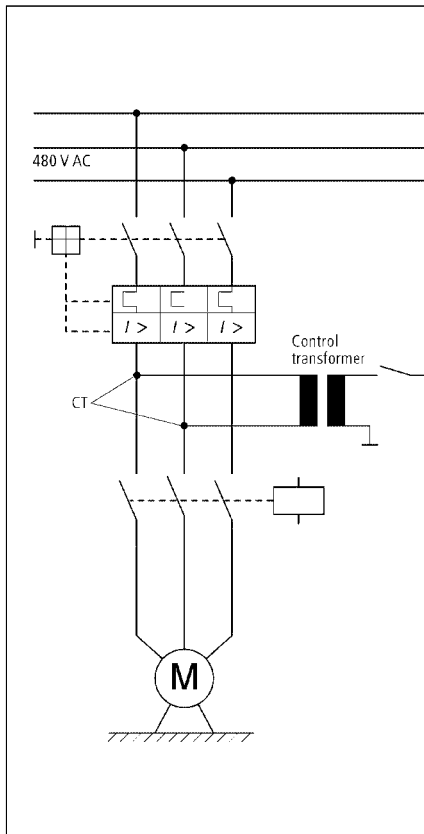 480 V AC
I > I > I >
Control
transformer
CT
M